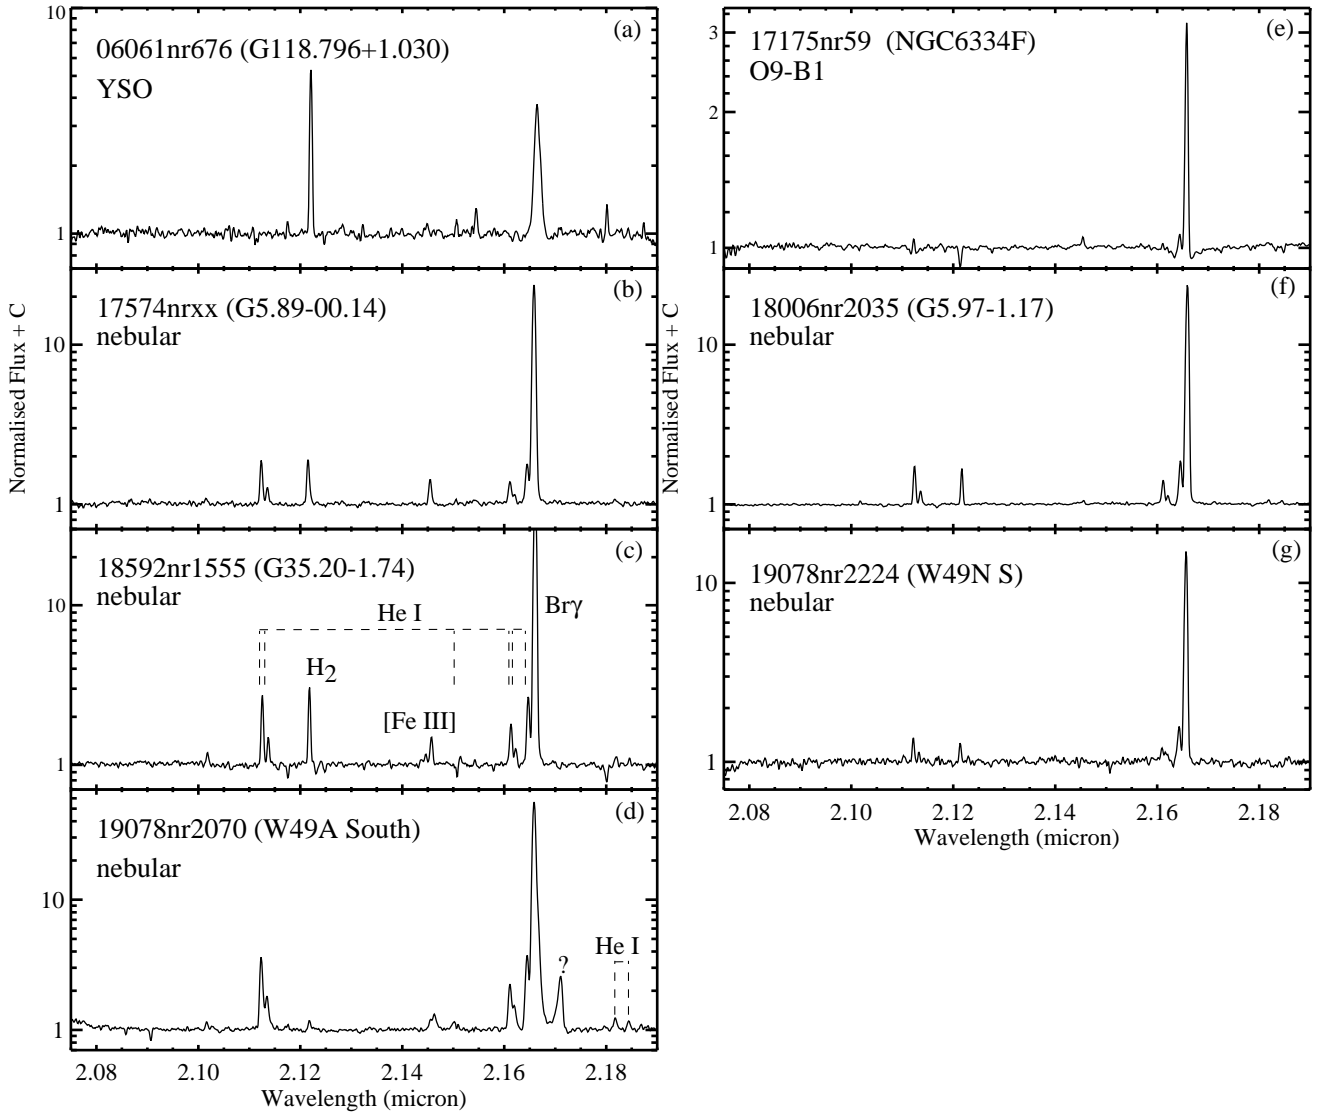 10
1
06061nr676 (G118.796+1.030)
YSO
(a)
10
1
17574nrxx (G5.89-00.14)
nebular
(b)
Normalised Flux + C
10
1
18592nr1555 (G35.20-1.74)
nebular
(c)
He I
H2
[Fe III]
Brγ
10
1
19078nr2070 (W49A South)
nebular
(d)
?
He I
2.08 2.10 2.12 2.14 2.16 2.18
Wavelength (micron)
3
2
1
17175nr59 (NGC6334F)
O9-B1
(e)
10
1
18006nr2035 (G5.97-1.17)
nebular
(f)
Normalised Flux + C
10
1
19078nr2224 (W49N S)
nebular
(g)
2.08 2.10 2.12 2.14 2.16 2.18
Wavelength (micron)